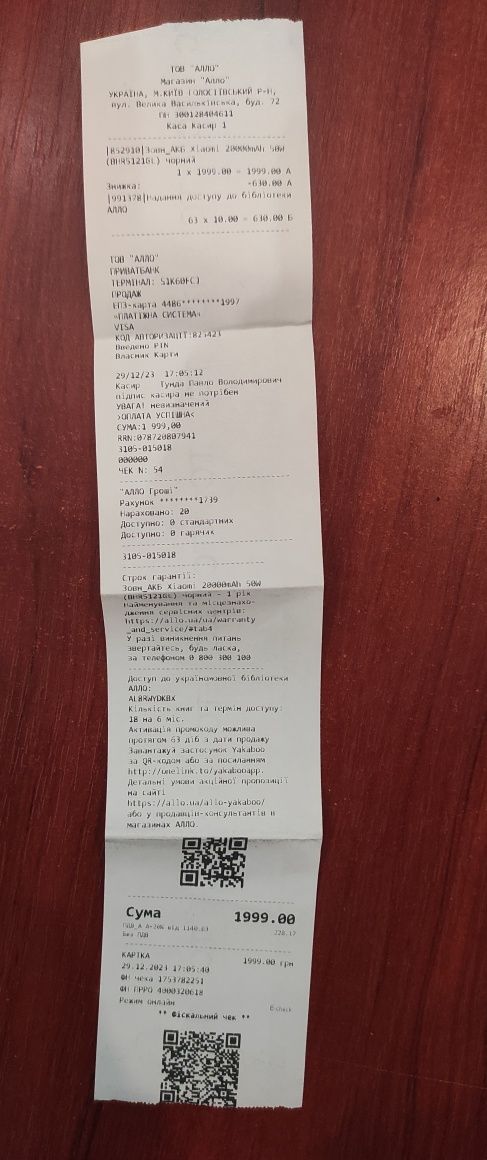 ТОВ "АЛЛО"
Магазин "Алло"
УКРАЇНА, М.КИЇВ ГОЛОСІЇВСЬКИЙ Р-Н,
вул. Велика Васильківська, буд. 72
ПН 300128404611
Каса Касир 1
|852910|Зовн_АКБ Xiaomi 20000mAh 50W
(BHR5121GL) чорний
1 x 1999.00 = 1999.00 А
Знижка: -630.00 А
|991378|Надання доступу до бібліотеки
АЛЛО
63 x 10.00 = 630.00 Б
ТОВ "АЛЛО"
ПРИВАТБАНК
ТЕРМІНАЛ: S1K60FCJ
ПРОДАЖ
ЕПЗ-карта 4486********1997
»ПЛАТІЖНА СИСТЕМА«
VISA
КОД АВТОРИЗАЦІЇ:825423
Введено PIN
Власник Карти
29/12/23 17:05:12
Касир Гунда Павло Володимирович
підпис касира не потрібен
УВАГА! невизначений
>ОПЛАТА УСПІШНА<
СУМА:1 999,00
RRN:078720807941
3105-015018
000000
ЧЕК N: 54
"АЛЛО Гроші"
Рахунок ********1739
Нараховано: 20
Доступно: 0 стандартних
Доступно: 0 гарячих
3105-015018
Строк гарантії:
Зовн_АКБ Xiaomi 20000mAh 50W
(BHR5121GL) чорний - 1 рік
Найменування та місцезнахо-
дження сервісних центрів:
https://allo.ua/ua/warranty
_and_service/#tab4
У разі виникнення питань
звертайтесь, будь ласка,
за телефоном 0 800 300 100
Доступ до україномовної бібліотеки
АЛЛО:
AL8RWYDKBX
Кількість книг та термін доступу:
18 на 6 міс.
Активація промокоду можлива
протягом 63 діб з дати продажу
Завантажуй застосунок Yakaboo
за QR-кодом або за посиланням
http://onelink.to/yakabooapp.
Детальні умови акційної пропозиції
на сайті
https://allo.ua/allo-yakaboo/
або у продавців-консультантів в
магазинах АЛЛО.
Сума 1999.00
ПДВ_А А=20% від 1140.83 228.17
Без ПДВ
КАРТКА 1999.00 грн
29.12.2023 17:05:40
ФН чека 1753782251
ФН ПРРО 4000320618
Режим онлайн
check
** Фіскальний чек **